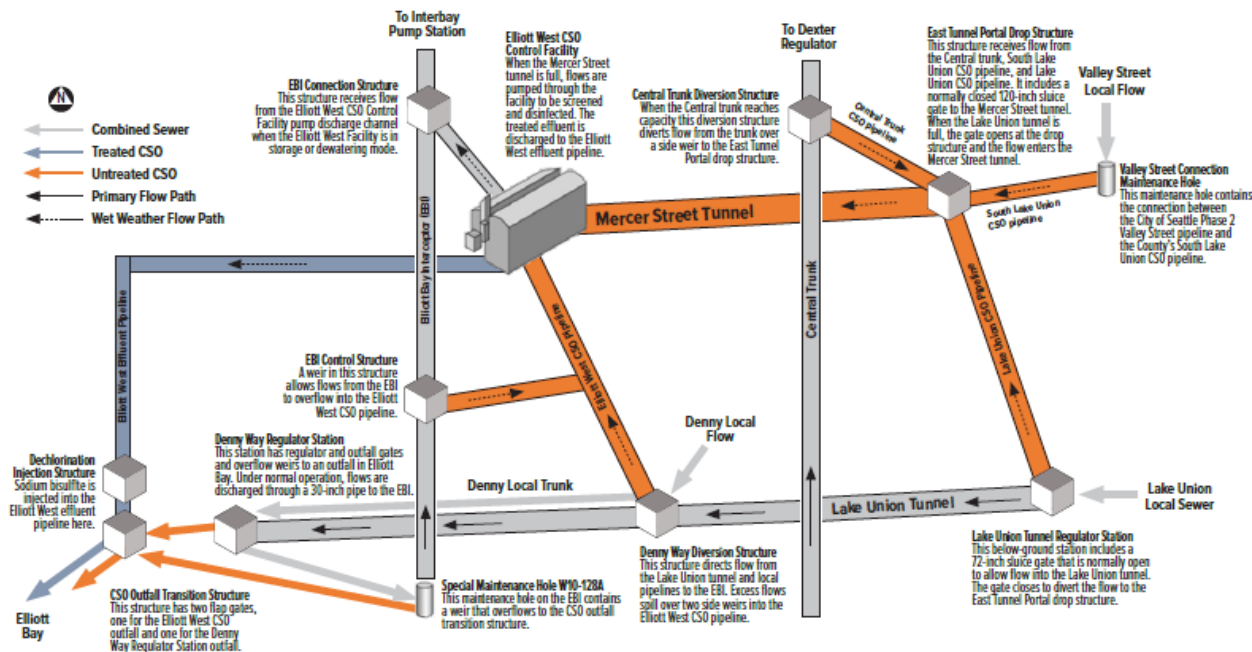 To Interbay
Pump Station
Elliott West CSO
Control Facility
When the Mercer Street
tunnel is full, flows are
pumped through the
facility to be screened
and disinfected. The
treated effluent is
discharged to the Elliott
West effluent pipeline.
To Dexter
Regulator
East Tunnel Portal Drop Structure
This structure receives flow from
the Central trunk, South Lake
Union CSO pipeline, and Lake
Union CSO pipeline. It includes a
normally closed 120-inch sluice
gate to the Mercer Street tunnel.
When the Lake Union tunnel is
full, the gate opens at the drop
structure and the flow enters the
Mercer Street tunnel.
Valley Street
Local Flow
N
Combined Sewer
Treated CSO
Untreated CSO
Primary Flow Path
Wet Weather Flow Path
EBI Connection Structure
This structure receives flow
from the Elliott West CSO Control
Facility pump discharge channel
when the Elliott West Facility is in
storage or dewatering mode.
Central Trunk Diversion Structure
When the Central trunk reaches
capacity this diversion structure
diverts flow from the trunk over
a side weir to the East Tunnel
Portal drop structure.
Central Trunk
CSO Pipeline
Valley Street Connection
Maintenance Hole
This maintenance hole contains
the connection between
the City of Seattle Phase 2
Valley Street pipeline and
the County's South Lake
Union CSO pipeline.
Mercer Street Tunnel
South Lake Union
CSO pipeline
Elliott Bay Interceptor (EBI)
Elliott West Effluent Pipeline
Elliott West CSO Pipeline
Central Trunk
Lake Union CSO Pipeline
EBI Control Structure
A weir in this structure
allows flows from the EBI
to overflow into the Elliott
West CSO pipeline.
Denny Way Regulator Station
This station has regulator and outfall gates
and overflow weirs to an outfall in Elliott
Bay. Under normal operation, flows are
discharged through a 30-inch pipe to the EBI.
Denny Local
Flow
Dechlorination
Injection Structure
Sodium bisulfite is
injected into the
Elliott West effluent
pipeline here.
Denny Local Trunk
Lake Union Tunnel
Lake Union
Local Sewer
Elliott
Bay
CSO Outfall Transition Structure
This structure has two flap gates,
one for the Elliott West CSO
outfall and one for the Denny
Way Regulator Station outfall.
Special Maintenance Hole W10-128A
This maintenance hole on the EBI contains
a weir that overflows to the CSO outfall
transition structure.
Denny Way Diversion Structure
This structure directs flow from
the Lake Union tunnel and local
pipelines to the EBI. Excess flows
spill over two side weirs into the
Elliott West CSO pipeline.
Lake Union Tunnel Regulator Station
This below-ground station includes a
72-inch sluice gate that is normally open
to allow flow into the Lake Union tunnel.
The gate closes to divert the flow to the
East Tunnel Portal drop structure.